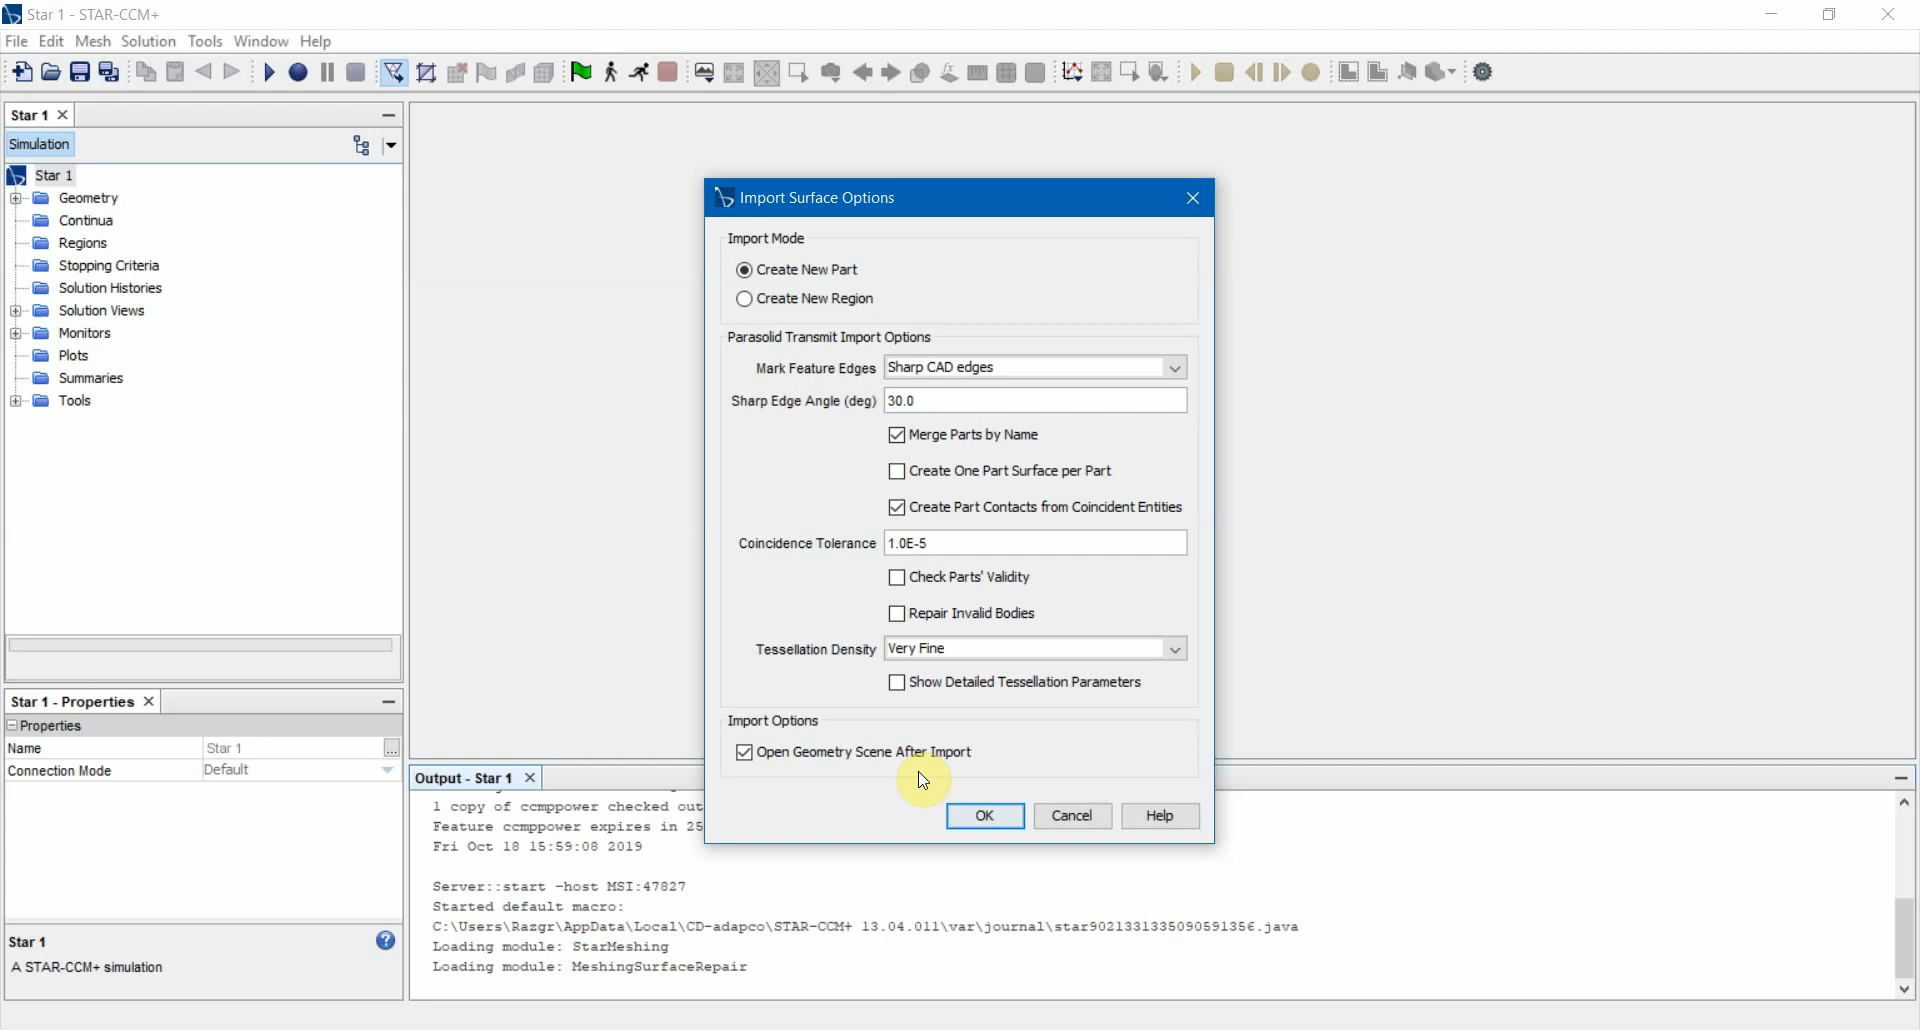 Star 1 - STAR-CCM+
File Edit Mesh Solution Tools Window Help
Star 1
Simulation
Star 1
Geometry
Continua
Regions
Stopping Criteria
Solution Histories
Solution Views
Monitors
Plots
Summaries
Tools
Star 1 - Properties
Properties
Name Star 1 ...
Connection Mode Default
Star 1
A STAR-CCM+ simulation
Import Surface Options
Import Mode
Create New Part
Create New Region
Parasolid Transmit Import Options
Mark Feature Edges Sharp CAD edges
Sharp Edge Angle (deg) 30.0
Merge Parts by Name
Create One Part Surface per Part
Create Part Contacts from Coincident Entities
Coincidence Tolerance 1.0E-5
Check Parts' Validity
Repair Invalid Bodies
Tessellation Density Very Fine
Show Detailed Tessellation Parameters
Import Options
Open Geometry Scene After Import
OK Cancel Help
Output - Star 1
1 copy of ccmppower checked out
Feature ccmppower expires in 25
Fri Oct 18 15:59:08 2019
Server::start -host MSI:47827
Started default macro:
C:\Users\Razgr\AppData\Local\CD-adapco\STAR-CCM+ 13.04.011\var\journal\star9021331335090591356.java
Loading module: StarMeshing
Loading module: MeshingSurfaceRepair